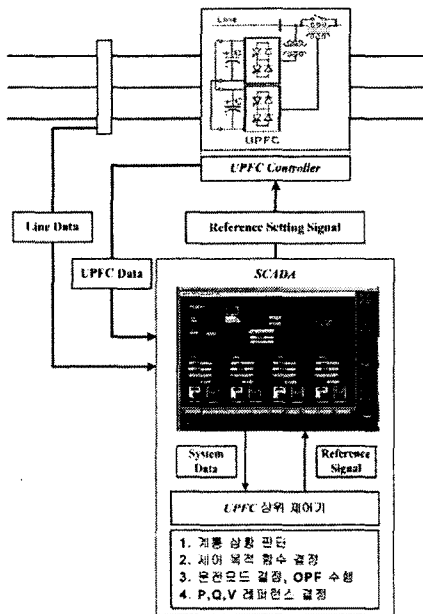 Line
UPFC
UPFC Controller
Line Data
Reference Setting Signal
UPFC Data
SCADA
System
Data
Reference
Signal
UPFC 상위 제어기
1. 계통 상황 판단
2. 제어 목적 함수 결정
3. 운전모드 결정, OPF 수행
4. P,Q,V 레퍼런스 결정